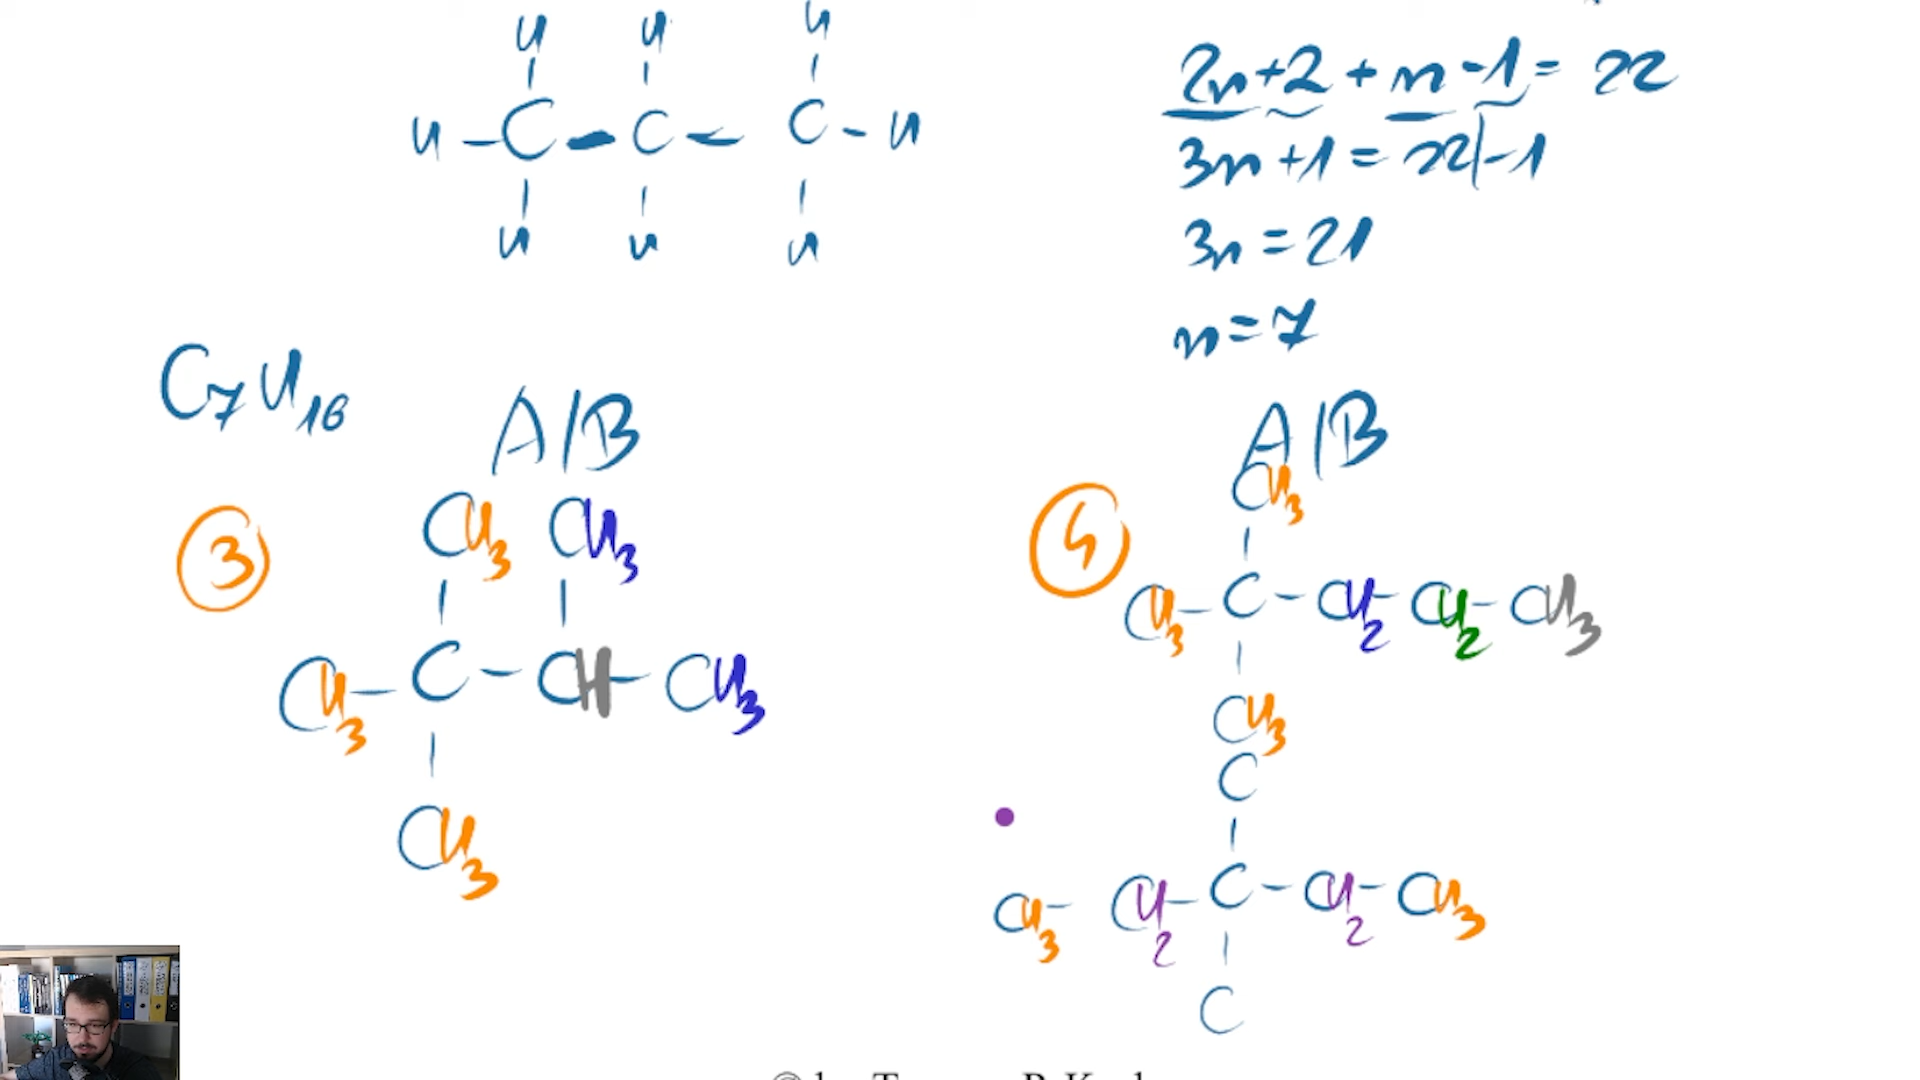 H H H
H-C-C-C-H
H H H
2n+2+n-1=22
3n+1=22|-1
3n=21
n=7
C7H16
A/B
3
CH3 CH3
CH3-C-CH-CH3
CH3
A/B
4
CH3
CH3-C-CH2-CH2-CH3
CH3
C
CH3-CH2-C-CH2-CH3
C